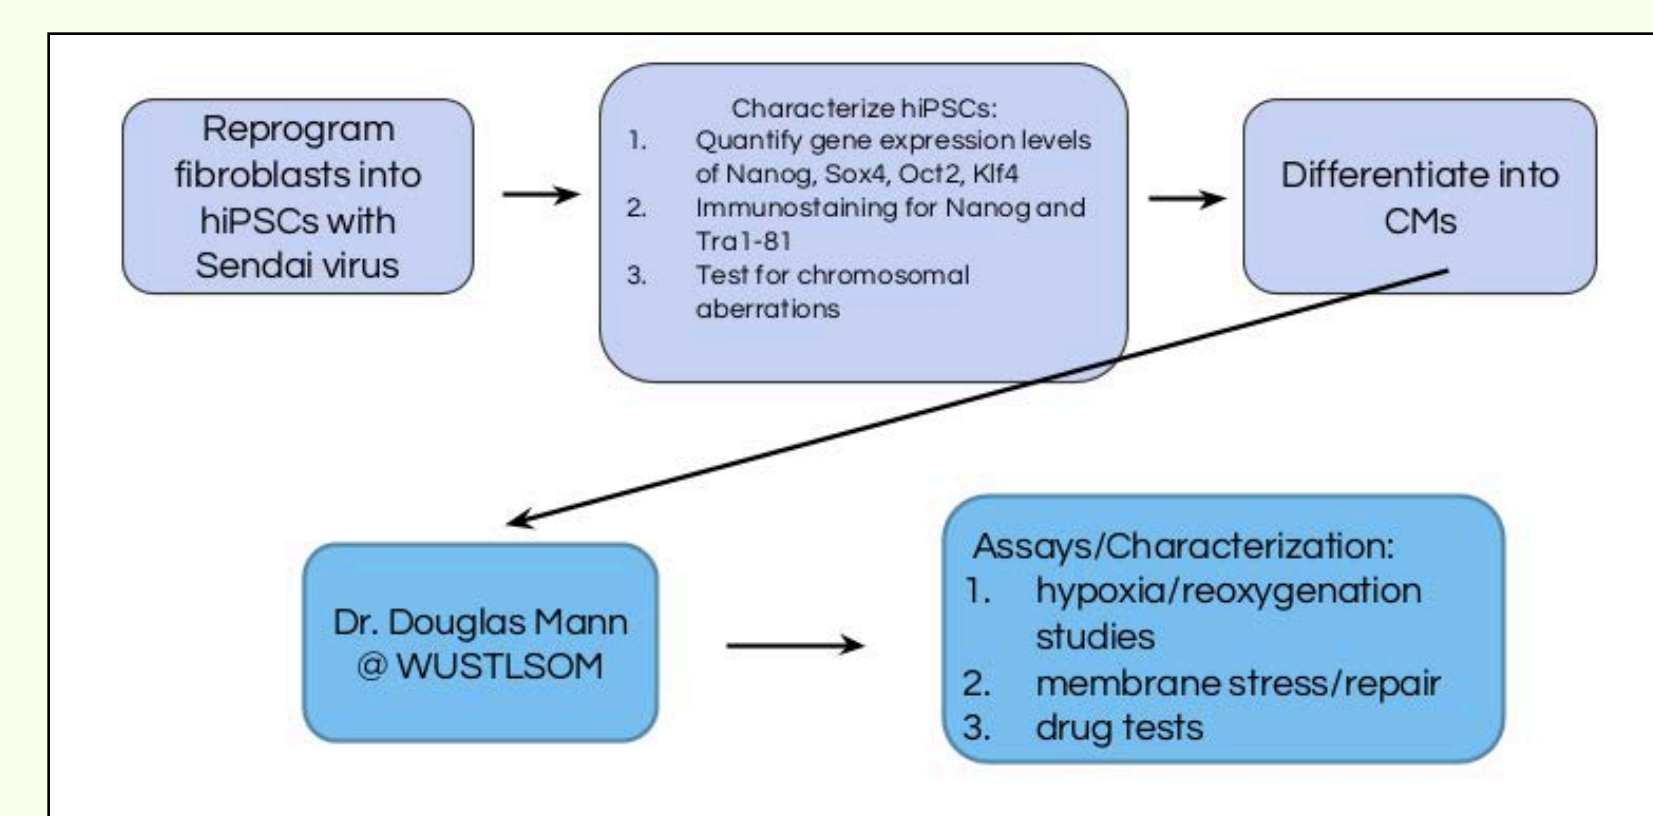 Reprogram
fibroblasts into
hiPSCs with
Sendai virus
Characterize hiPSCs:
1. Quantify gene expression levels
of Nanog, Sox4, Oct2, Klf4
2. Immunostaining for Nanog and
Tra1-81
3. Test for chromosomal
aberrations
Differentiate into
CMs
Dr. Douglas Mann
@ WUSTLSOM
Assays/Characterization:
1. hypoxia/reoxygenation
studies
2. membrane stress/repair
3. drug tests